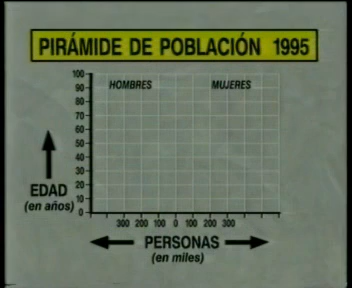 PIRÁMIDE DE POBLACIÓN 1995
100
HOMBRES MUJERES
90
80
70
60
50
40
30
20
10
0
EDAD
(en años)
300 200 100 0 100 200 300
PERSONAS
(en miles)